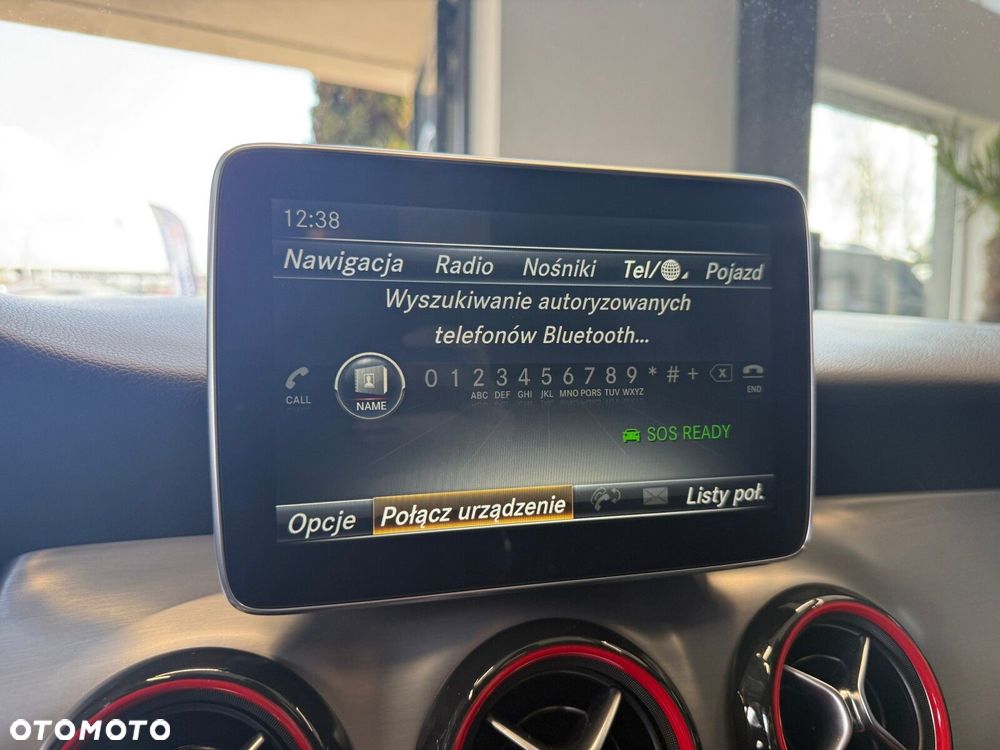 12:38
Nawigacja Radio Nośniki Tel/ Pojazd
Wyszukiwanie autoryzowanych
telefonów Bluetooth...
0 1 2 3 4 5 6 7 8 9 * # +
ABC DEF GHI JKL MNO PQRS TUV WXYZ
CALL NAME END
SOS READY
Opcje Połącz urządzenie Listy poł.
OTOMOTO